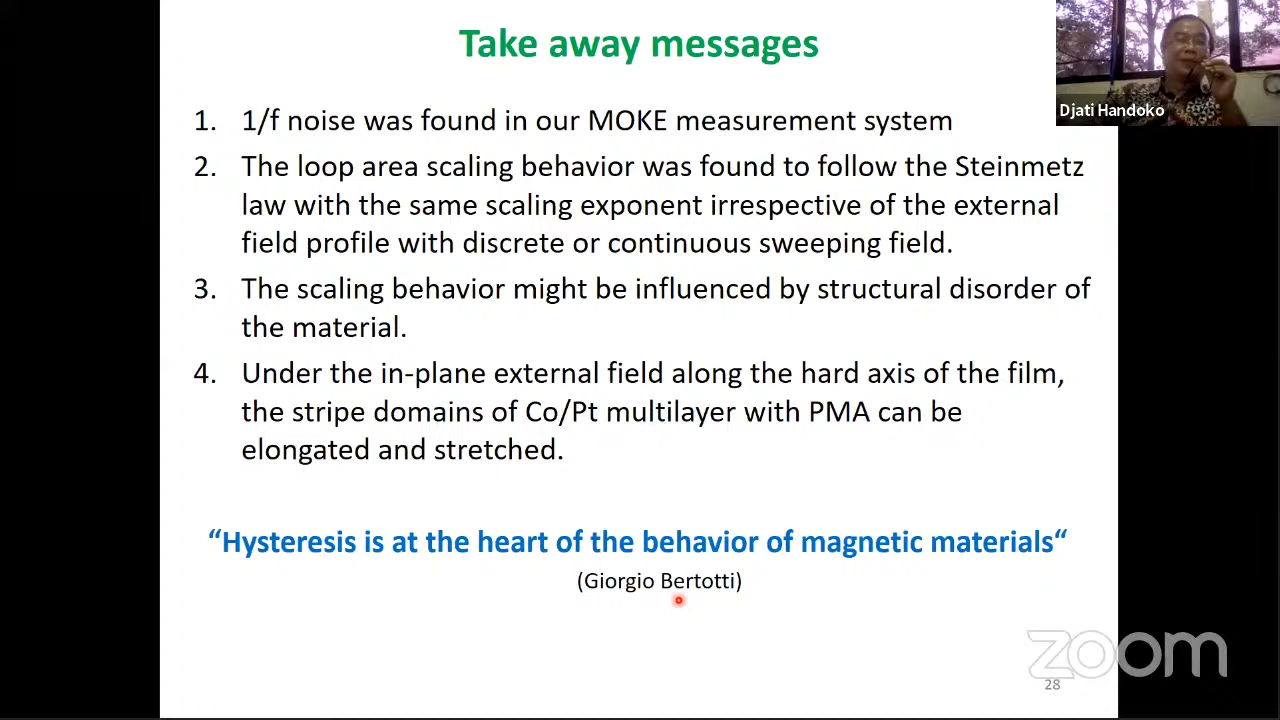 Take away messages
Djati Handoko
1. 1/f noise was found in our MOKE measurement system
2. The loop area scaling behavior was found to follow the Steinmetz
law with the same scaling exponent irrespective of the external
field profile with discrete or continuous sweeping field.
3. The scaling behavior might be influenced by structural disorder of
the material.
4. Under the in-plane external field along the hard axis of the film,
the stripe domains of Co/Pt multilayer with PMA can be
elongated and stretched.
“Hysteresis is at the heart of the behavior of magnetic materials“
(Giorgio Bertotti)
zoom
28